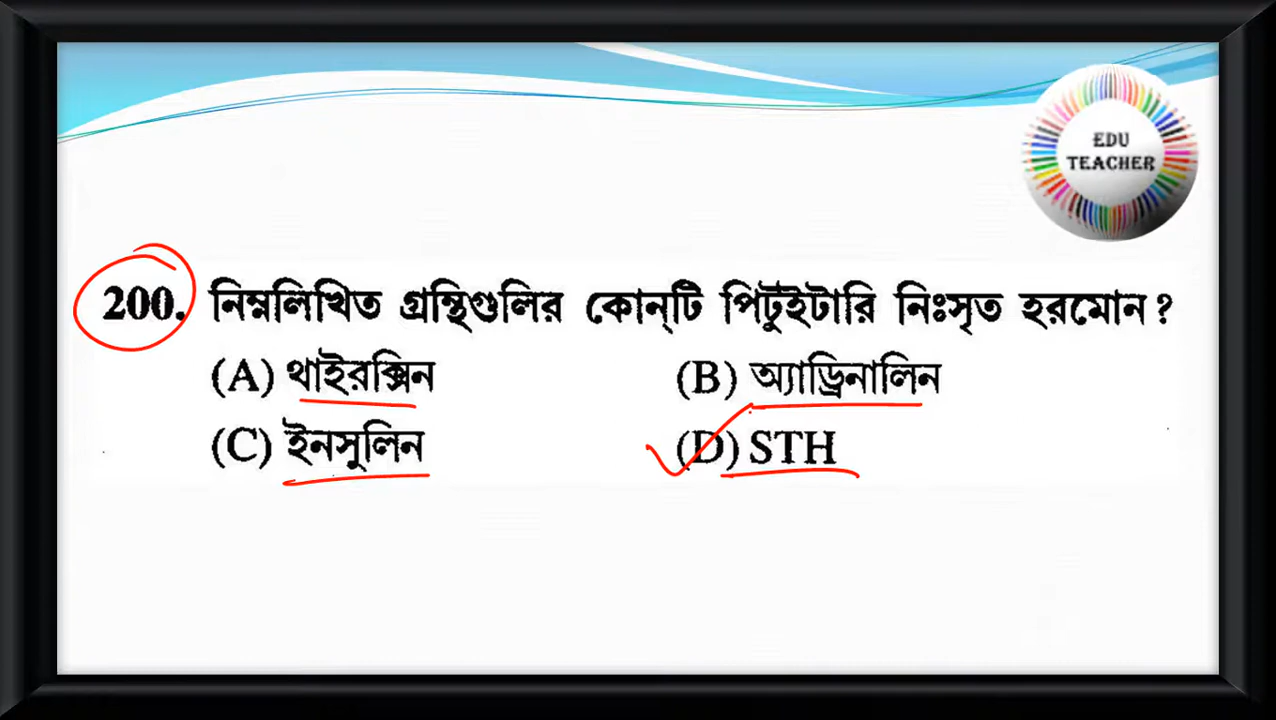 EDU
TEACHER
200. নিম্নলিখিত গ্রন্থিগুলির কোন্‌টি পিটুইটারি নিঃসৃত হরমোন ?
(A) থাইরক্সিন (B) অ্যাড্রিনালিন
(C) ইনসুলিন (D) STH